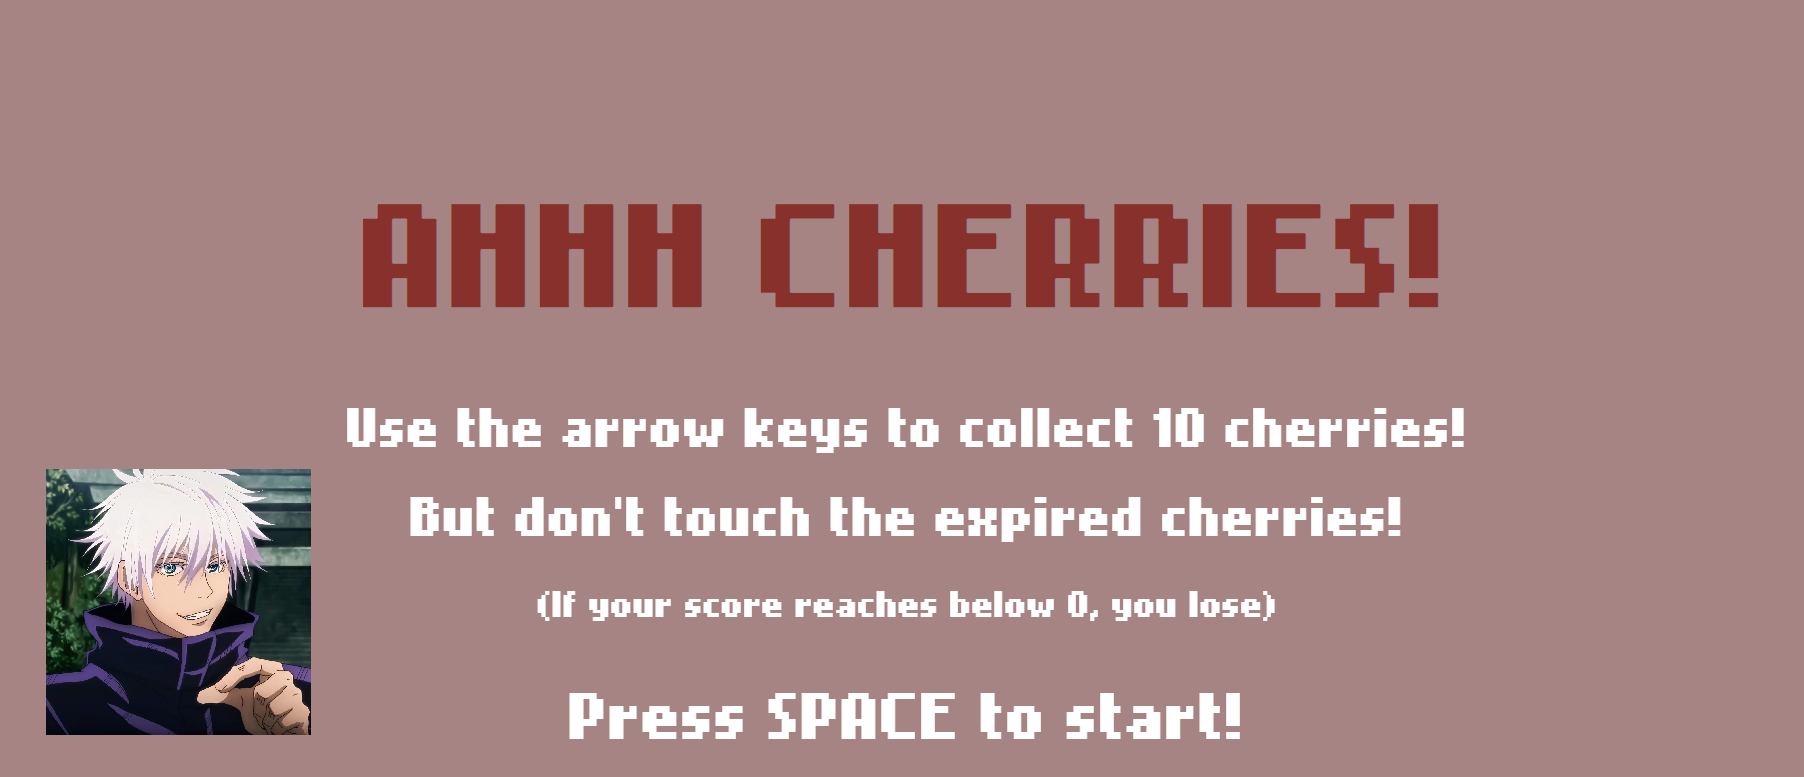 AHHH CHERRIES!
Use the arrow keys to collect 10 cherries!
But don't touch the expired cherries!
(If your score reaches below 0, you lose)
Press SPACE to start!